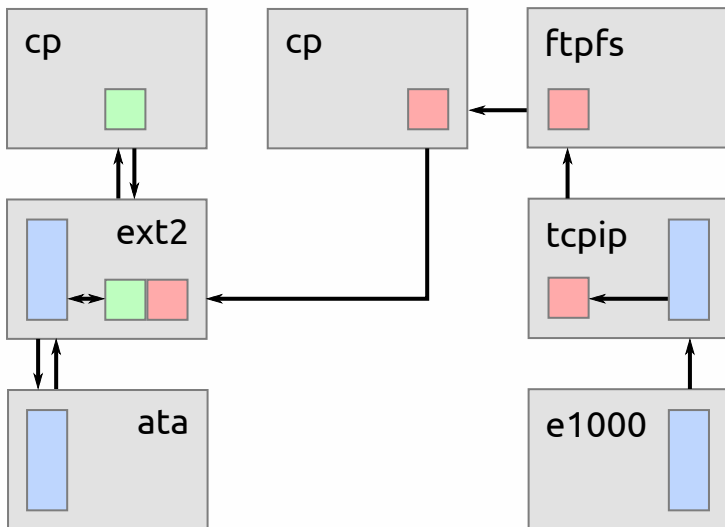 cp
cp
ftpfs
ext2
tcpip
ata
e1000